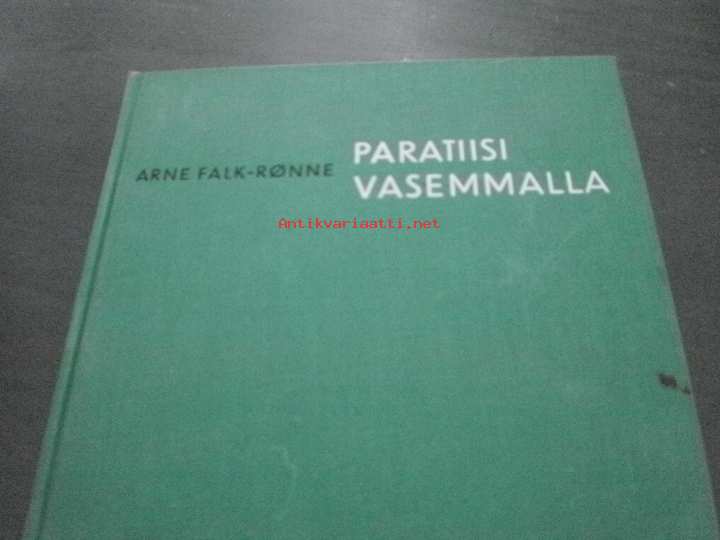 ARNE FALK-RØNNE
PARATIISI
VASEMMALLA
Antikvariaatti.net